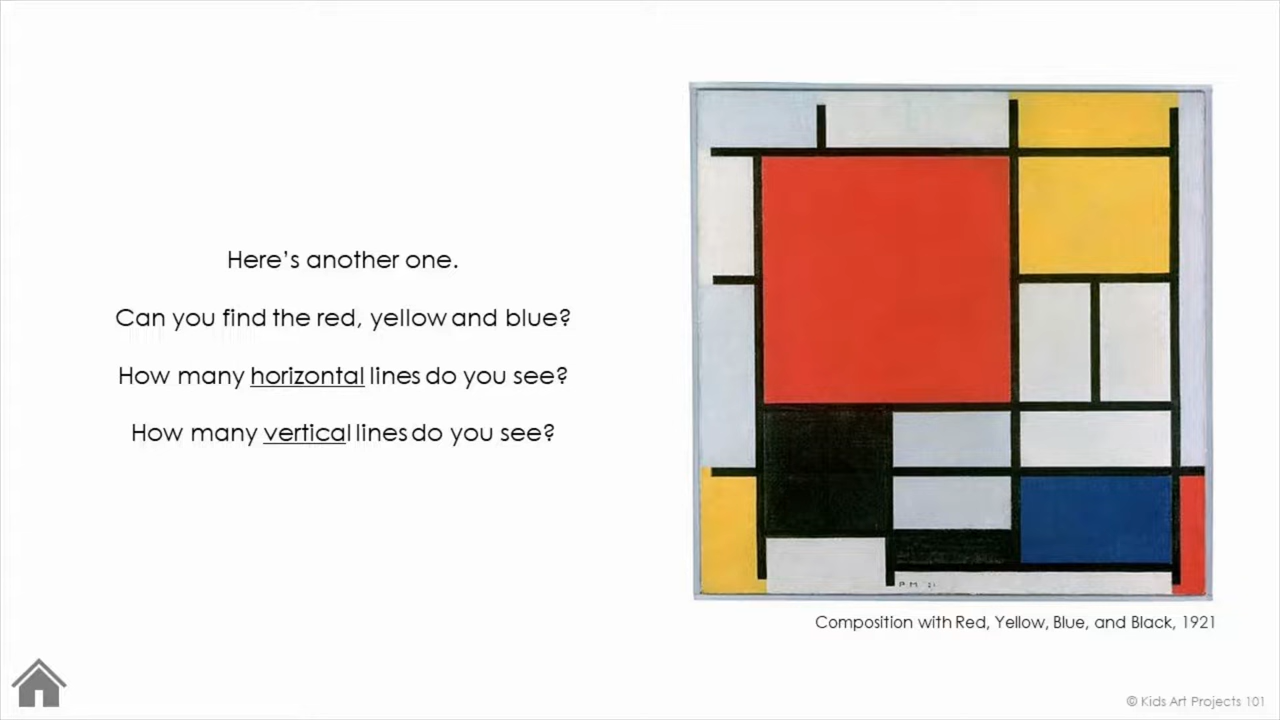 Here's another one.
Can you find the red, yellow and blue?
How many horizontal lines do you see?
How many vertical lines do you see?
P M '21
Composition with Red, Yellow, Blue, and Black, 1921
© Kids Art Projects 101